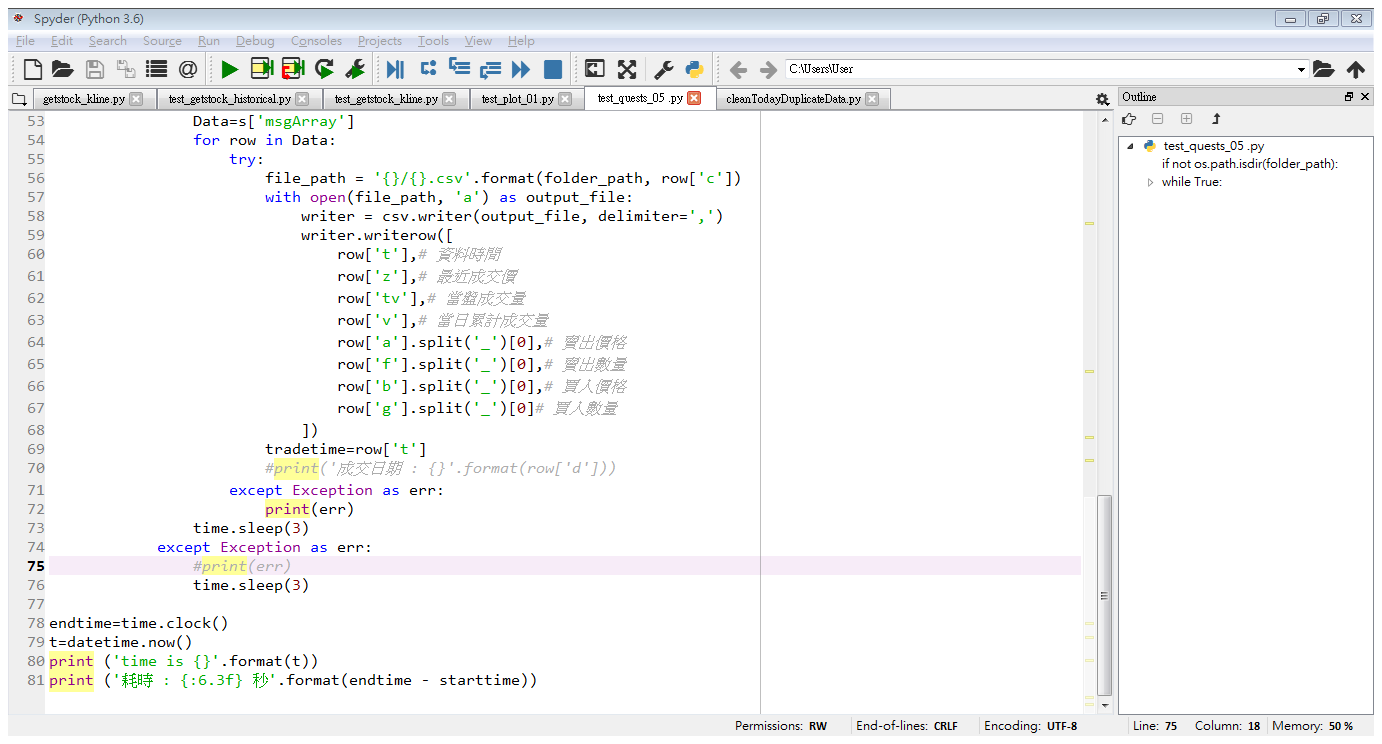 Spyder (Python 3.6)
File Edit Search Source Run Debug Consoles Projects Tools View Help
C:\Users\User
getstock_kline.py test_getstock_historical.py test_getstock_kline.py test_plot_01.py test_quests_05 .py cleanTodayDuplicateData.py
Outline
test_quests_05 .py
if not os.path.isdir(folder_path):
while True:
53 Data=s['msgArray']
54 for row in Data:
55 try:
56 file_path = '{}/{}.csv'.format(folder_path, row['c'])
57 with open(file_path, 'a') as output_file:
58 writer = csv.writer(output_file, delimiter=',')
59 writer.writerow([
60 row['t'],# 資料時間
61 row['z'],# 最近成交價
62 row['tv'],# 當盤成交量
63 row['v'],# 當日累計成交量
64 row['a'].split('_')[0],# 賣出價格
65 row['f'].split('_')[0],# 賣出數量
66 row['b'].split('_')[0],# 買入價格
67 row['g'].split('_')[0]# 買入數量
68 ])
69 tradetime=row['t']
70 #print('成交日期 : {}'.format(row['d']))
71 except Exception as err:
72 print(err)
73 time.sleep(3)
74 except Exception as err:
75 #print(err)
76 time.sleep(3)
77
78 endtime=time.clock()
79 t=datetime.now()
80 print ('time is {}'.format(t))
81 print ('耗時 : {:6.3f} 秒'.format(endtime - starttime))
Permissions: RW End-of-lines: CRLF Encoding: UTF-8 Line: 75 Column: 18 Memory: 50 %